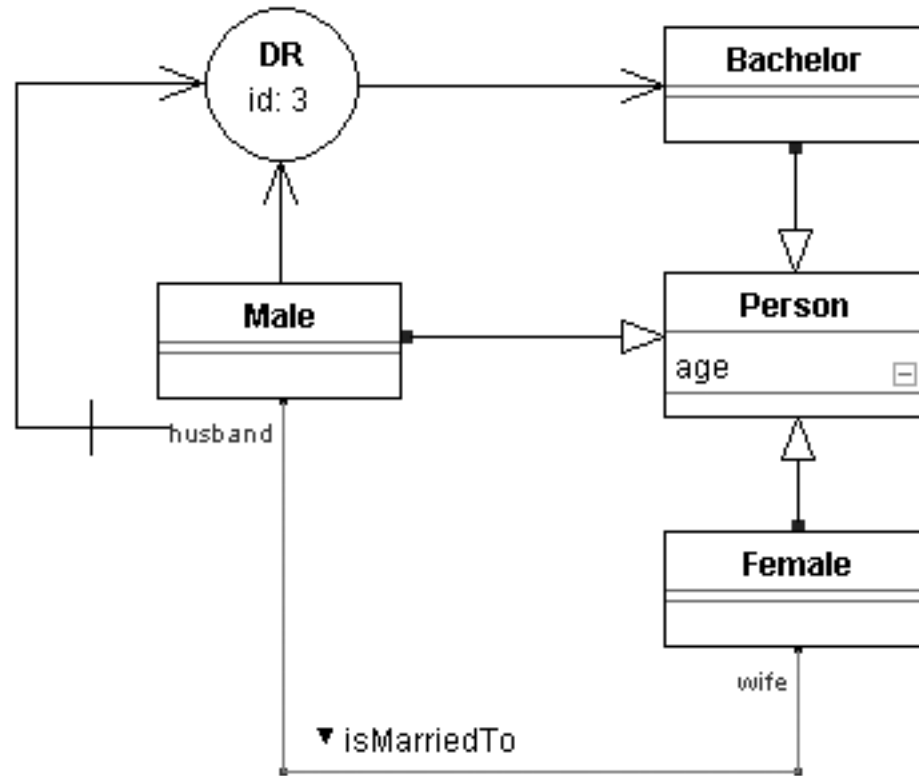 DR
id: 3
Bachelor
Male
Person
age
husband
Female
wife
isMarriedTo